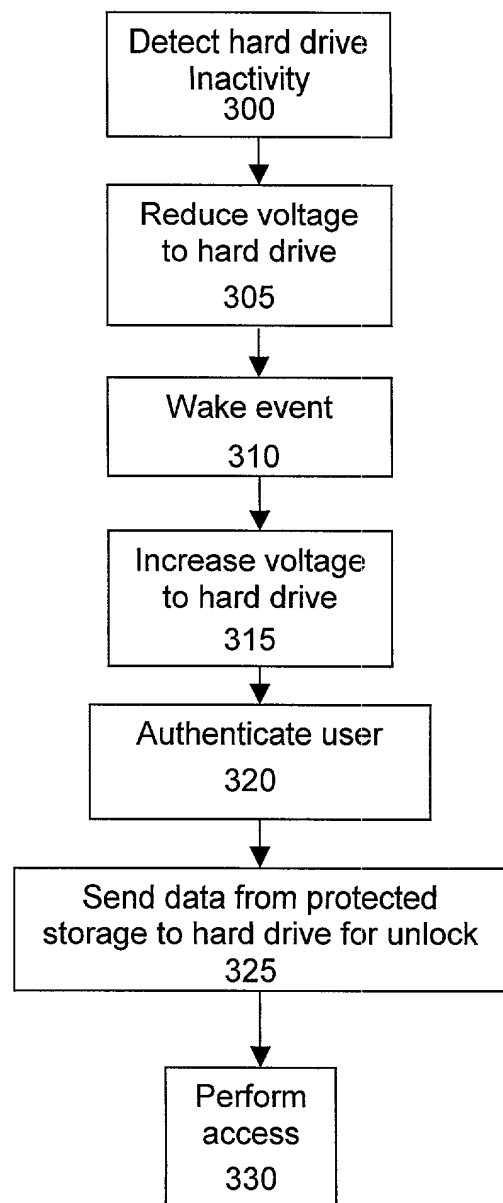 Detect hard drive
Inactivity
300
Reduce voltage
to hard drive
305
Wake event
310
Increase voltage
to hard drive
315
Authenticate user
320
Send data from protected
storage to hard drive for unlock
325
Perform
access
330